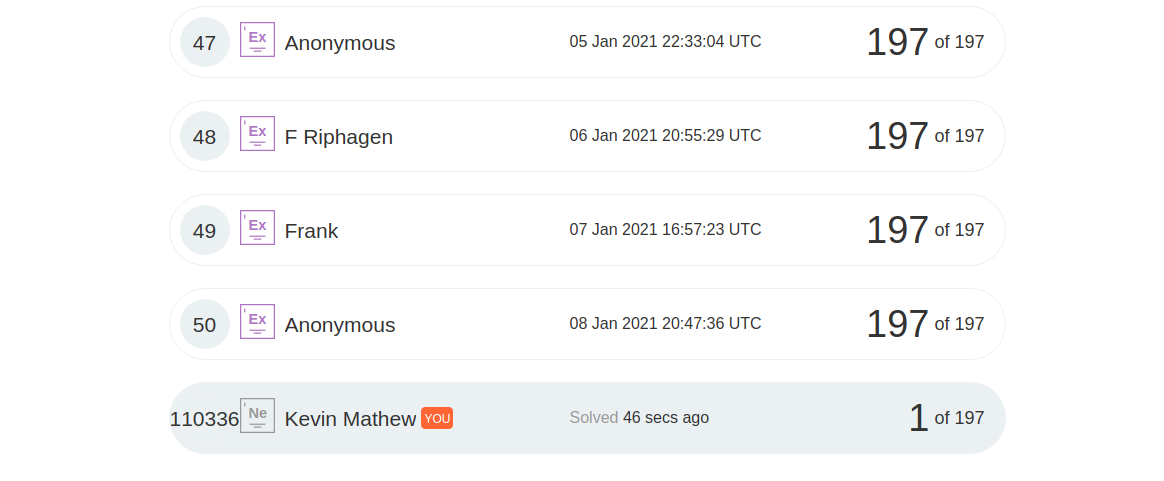 47 Ex Anonymous 05 Jan 2021 22:33:04 UTC 197 of 197
48 Ex F Riphagen 06 Jan 2021 20:55:29 UTC 197 of 197
49 Ex Frank 07 Jan 2021 16:57:23 UTC 197 of 197
50 Ex Anonymous 08 Jan 2021 20:47:36 UTC 197 of 197
110336 Ne Kevin Mathew YOU Solved 46 secs ago 1 of 197